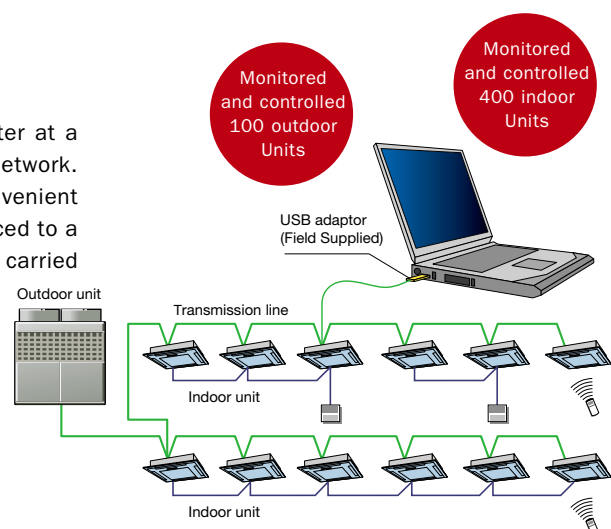 Monitored
and controlled
100 outdoor
Units
Monitored
and controlled
400 indoor
Units
ter at a
etwork.
venient
ced to a
carried
USB adaptor
(Field Supplied)
Outdoor unit
Transmission line
Indoor unit
Indoor unit